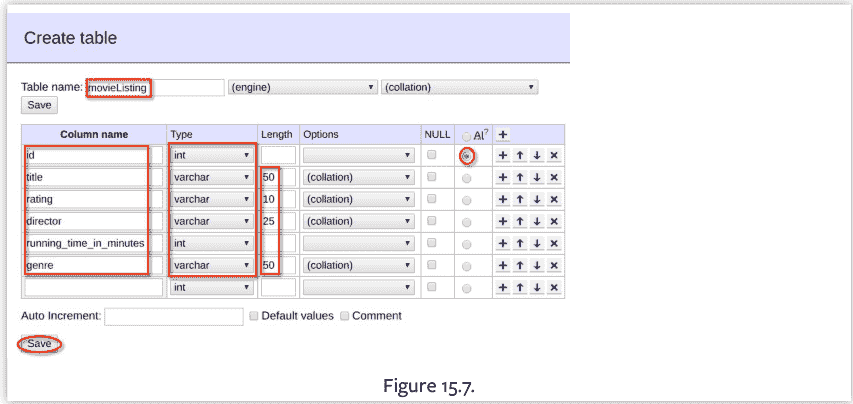 Create table
Table name: movieListing (engine) (collation)
Save
Column name Type Length Options NULL AI?
id int
title varchar 50 (collation)
rating varchar 10 (collation)
director varchar 25 (collation)
running_time_in_minutes int
genre varchar 50 (collation)
int
Auto Increment: Default values Comment
Save
Figure 15.7.